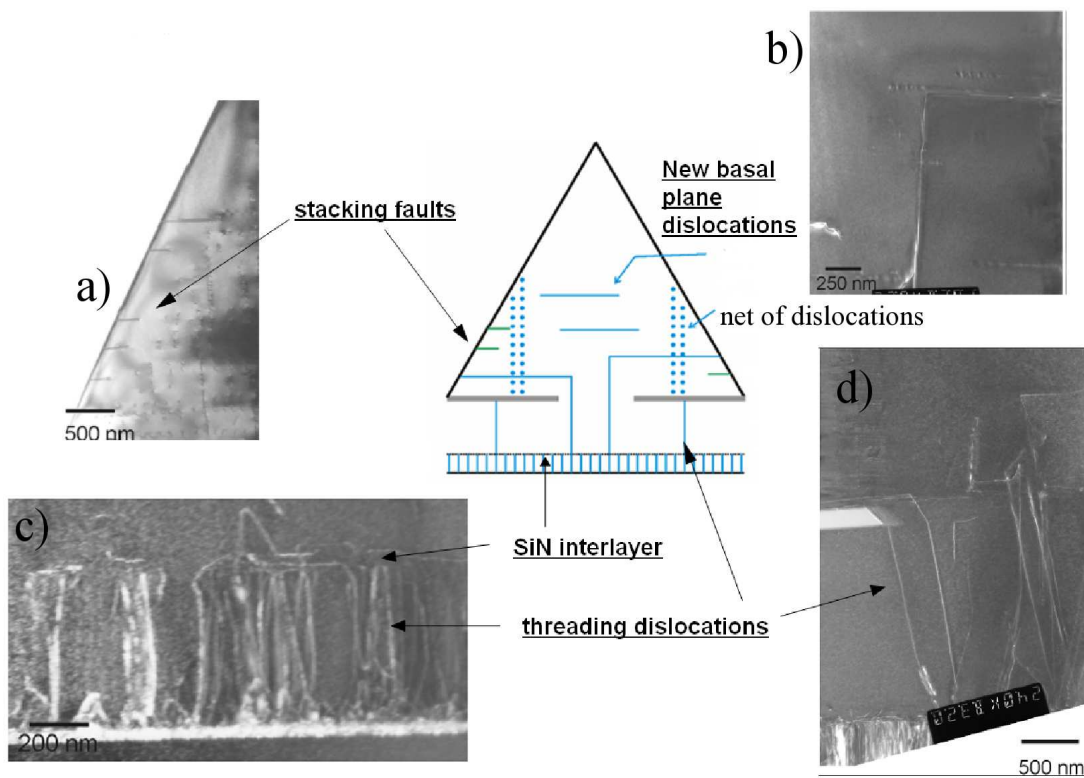 b)
250 nm
New basal
plane
dislocations
stacking faults
a)
500 nm
net of dislocations
d)
c)
SiN interlayer
threading dislocations
200 nm
500 nm